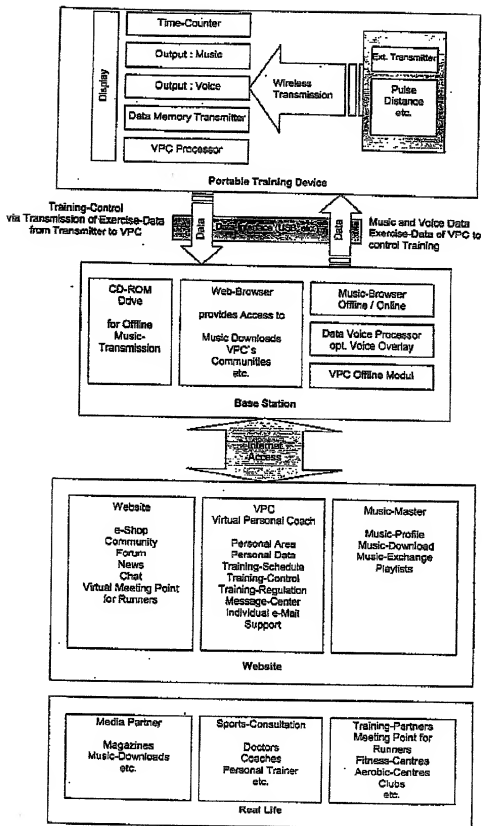 Display
Time-Counter
Output : Music
Output : Voice
Data Memory Transmitter
VPC Processor
Wireless
Transmission
Ext. Transmitter
Pulse
Distance
etc.
Portable Training Device
Training-Control
via Transmission of Exercise-Data
from Transmitter to VPC
Data
Data
Music and Voice Data
Exercise-Data of VPC to
control Training
CD-ROM
Drive
for Offline
Music-
Transmission
Web-Browser
provides Access to
Music Downloads
VPC's
Communities
etc.
Music-Browser
Offline / Online
Data Voice Processor
opt. Voice Overlay
VPC Offline Modul
Base Station
Internet
Access
Website
e-Shop
Community
Forum
News
Chat
Virtual Meeting Point
for Runners
VPC
Virtual Personal Coach
Personal Area
Personal Data
Training-Schedule
Training-Control
Training-Regulation
Message-Center
Individual e-Mail
Support
Music-Master
Music-Profile
Music-Download
Music-Exchange
Playlists
Website
Media Partner
Magazines
Music-Downloads
etc.
Sports-Consultation
Doctors
Coaches
Personal Trainer
etc.
Training-Partners
Meeting Point for
Runners
Fitness-Centres
Aerobic-Centres
Clubs
etc.
Real Life